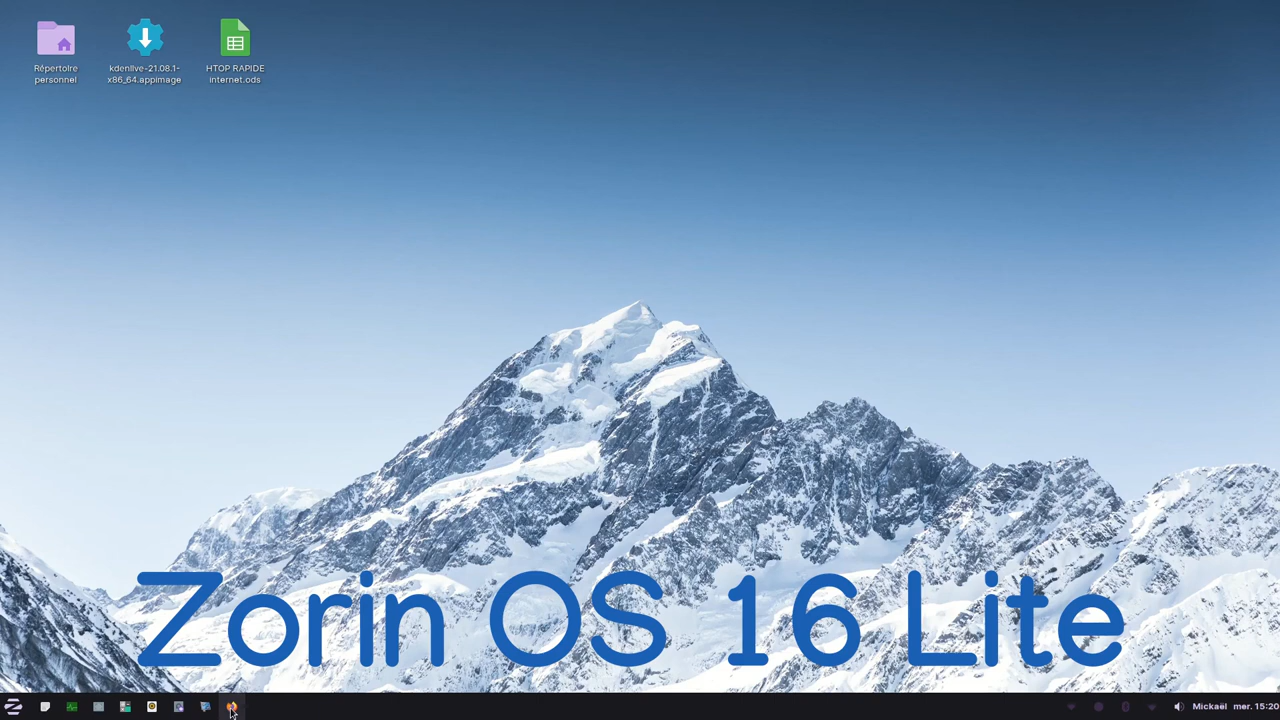 Répertoire
personnel
kdenlive-21.08.1-
x86_64.appimage
HTOP RAPIDE
internet.ods
Zorin OS 16 Lite
Mickaël mer. 15:20